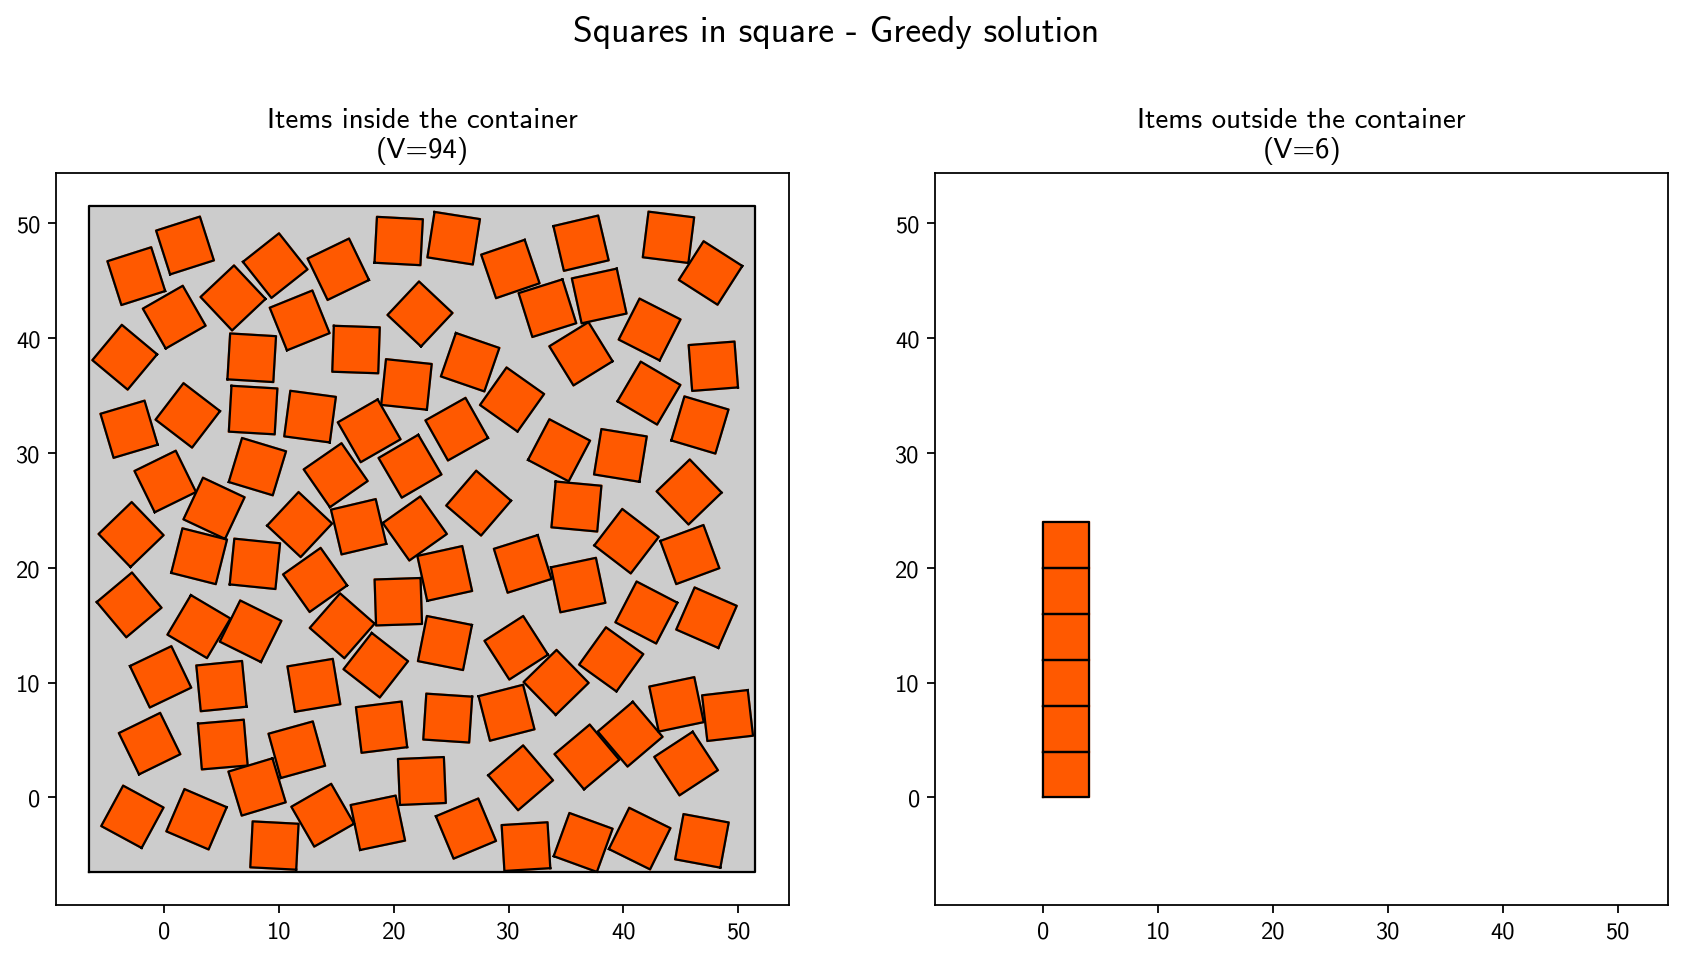 Squares in square - Greedy solution
Items inside the container
(V=94)
50
40
30
20
10
0
0 10 20 30 40 50
Items outside the container
(V=6)
50
40
30
20
10
0
0 10 20 30 40 50